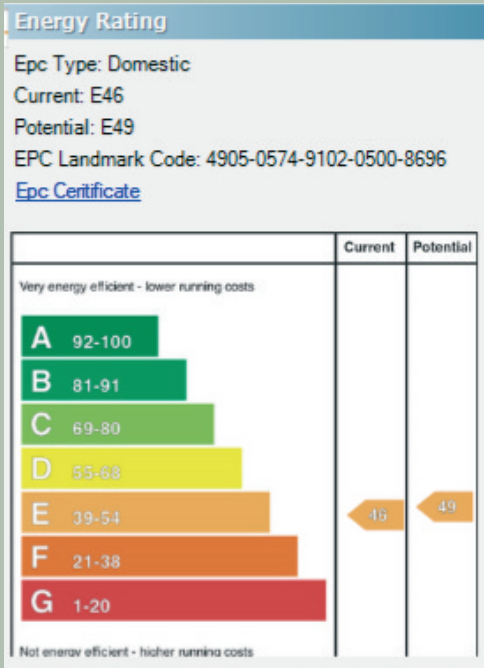 Energy Rating
Epc Type: Domestic
Current: E46
Potential: E49
EPC Landmark Code: 4905-0574-9102-0500-8696
Epc Ceritificate
Current Potential
Very energy efficient - lower running costs
A 92-100
B 81-91
C 69-80
D 55-68
E 39-54 46 49
F 21-38
G 1-20
Not energy efficient - higher running costs